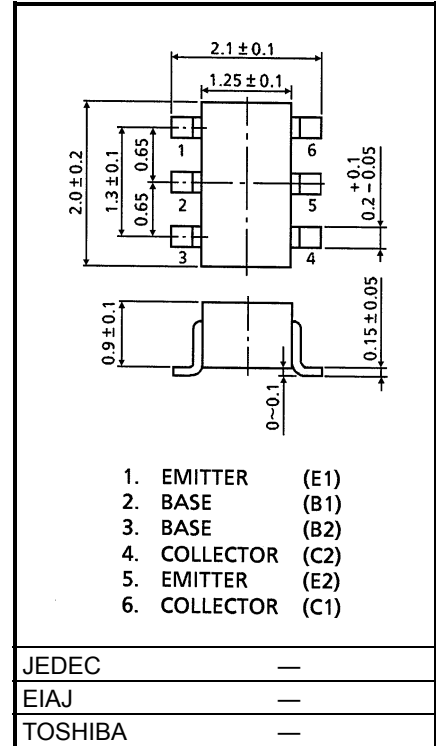 2.1 ± 0.1
1.25 ± 0.1
2.0 ± 0.2
1.3 ± 0.1
0.65
0.65
1
2
3
6
5
4
+0.1
0.2 − 0.05
0.9 ± 0.1
0~0.1
0.15 ± 0.05
1. EMITTER (E1)
2. BASE (B1)
3. BASE (B2)
4. COLLECTOR (C2)
5. EMITTER (E2)
6. COLLECTOR (C1)
JEDEC —
EIAJ —
TOSHIBA —